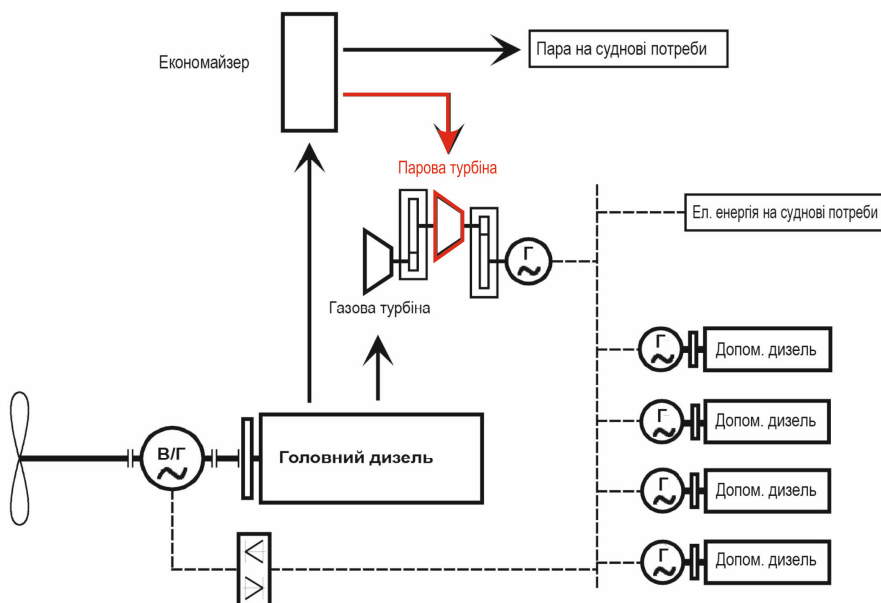 Пара на суднові потреби
Економайзер
Парова турбіна
Ел. енергія на суднові потреби
Г
Газова турбіна
Г
Допом. дизель
Г
Допом. дизель
В/Г
Головний дизель
Г
Допом. дизель
Г
Допом. дизель